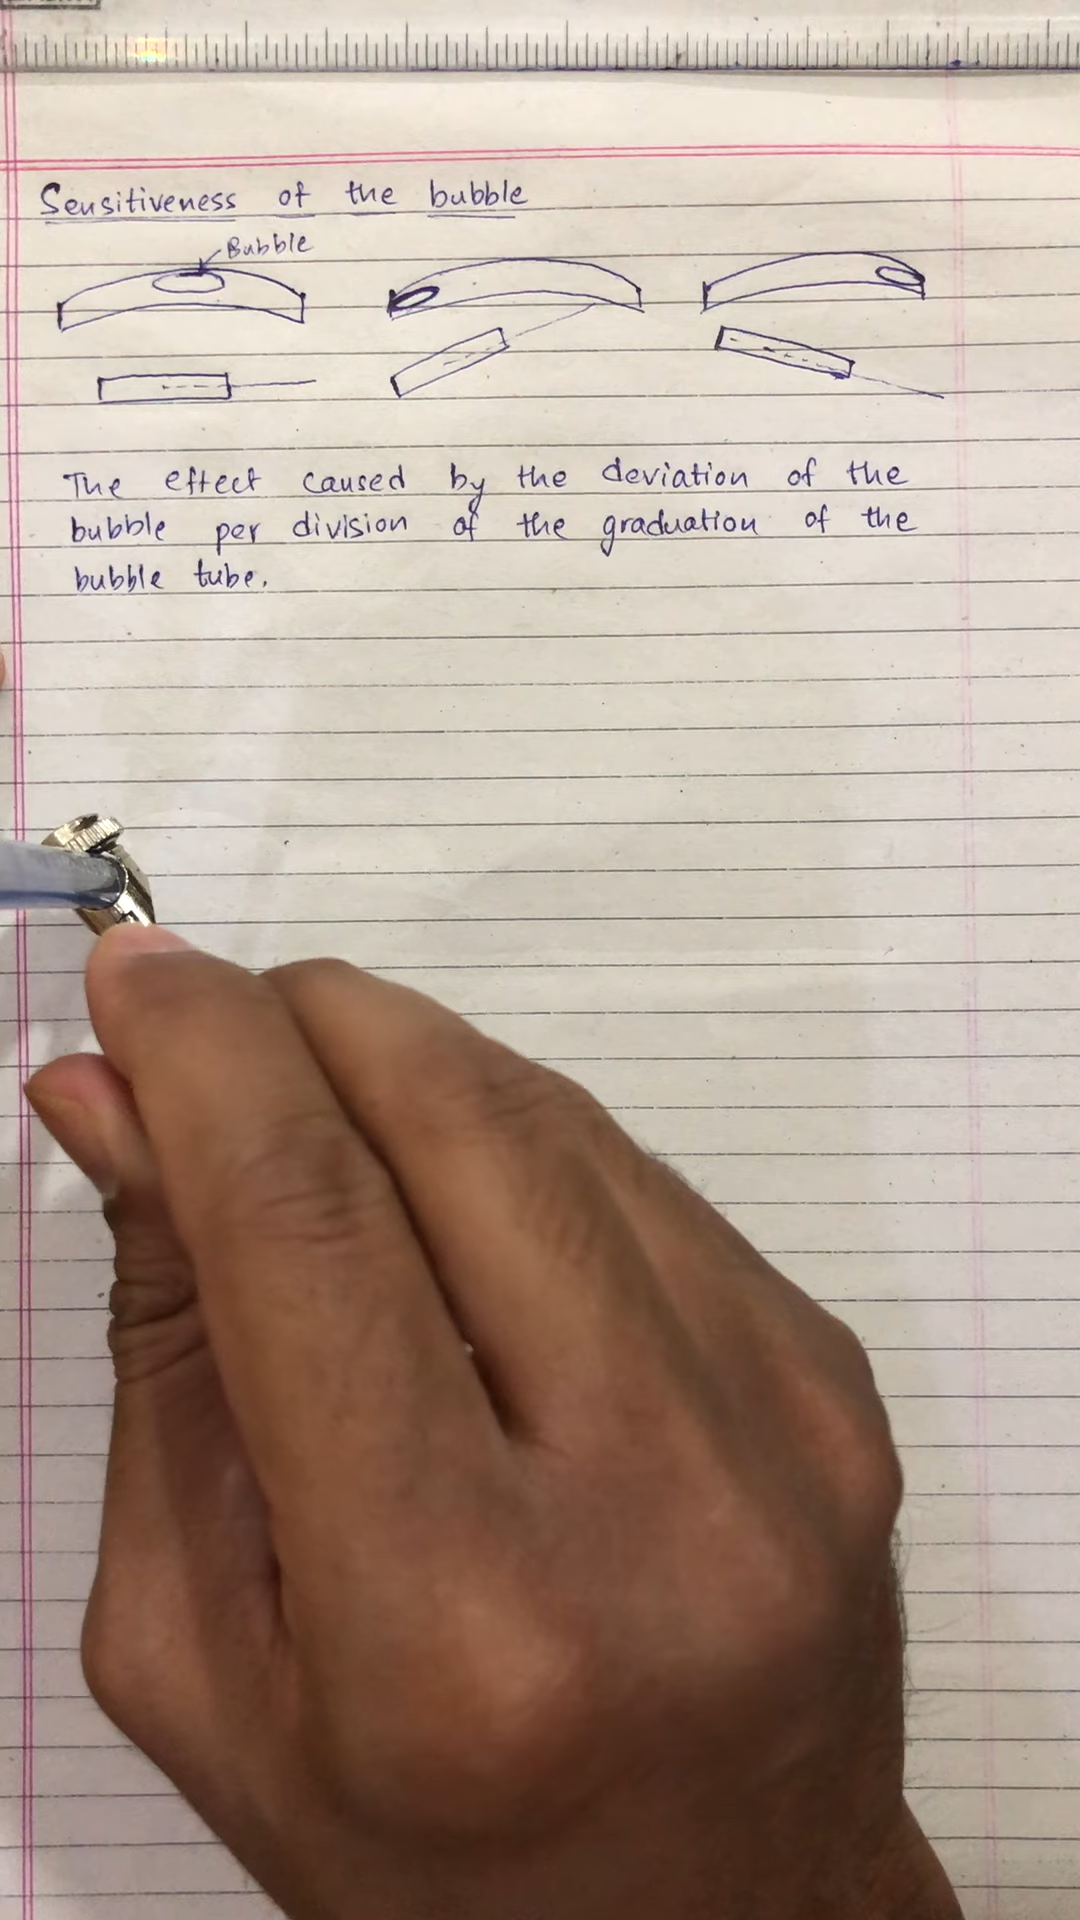 Sensitiveness of the bubble
Bubble
The effect caused by the deviation of the
bubble per division of the graduation of the
bubble tube.